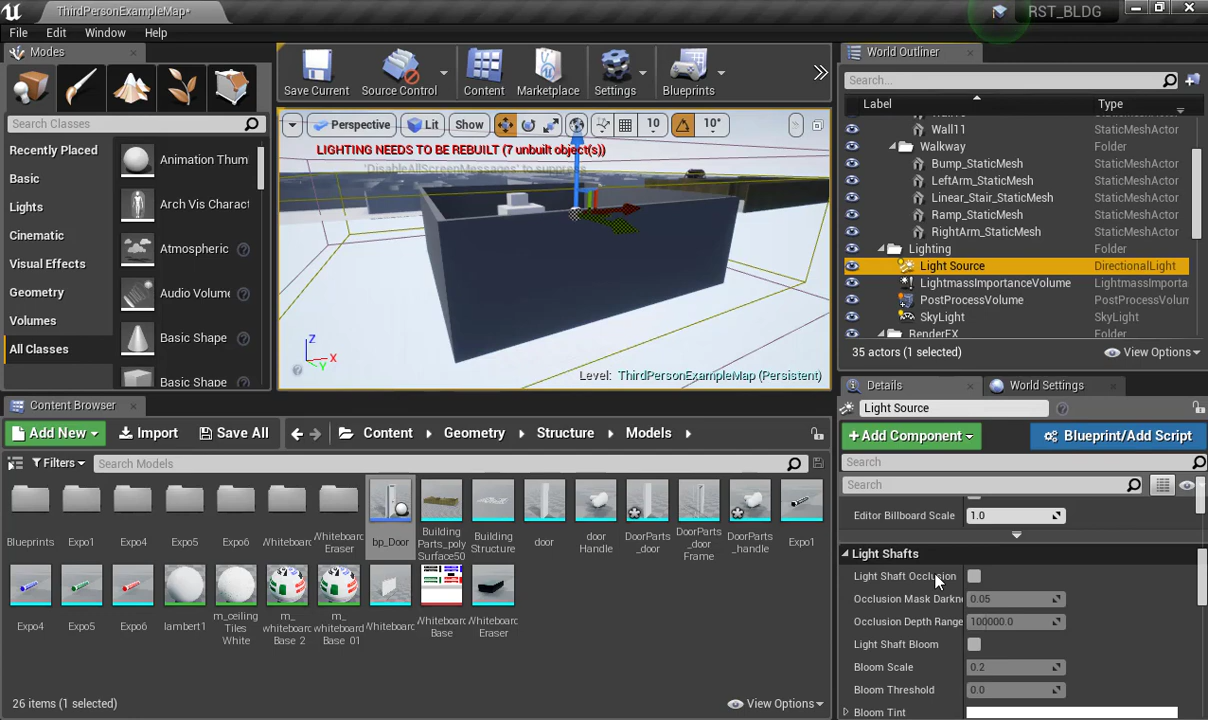 ThirdPersonExampleMap*
RST_BLDG
File Edit Window Help
Modes
Search Classes
Recently Placed
Basic
Lights
Cinematic
Visual Effects
Geometry
Volumes
All Classes
Animation Thum
Arch Vis Charact
Atmospheric
Audio Volume
Basic Shape
Basic Shape
Save Current
Source Control
Content
Marketplace
Settings
Blueprints
Perspective Lit Show 10 10°
LIGHTING NEEDS TO BE REBUILT (7 unbuilt object(s))
'DisableAllScreenMessages' to suppre
Z
X
Y
Level: ThirdPersonExampleMap (Persistent)
World Outliner
Search...
Label Type
Wall11 StaticMeshActor
Walkway Folder
Bump_StaticMesh StaticMeshActor
LeftArm_StaticMesh StaticMeshActor
Linear_Stair_StaticMesh StaticMeshActor
Ramp_StaticMesh StaticMeshActor
RightArm_StaticMesh StaticMeshActor
Lighting Folder
Light Source DirectionalLight
LightmassImportanceVolume LightmassImporta
PostProcessVolume PostProcessVolum
SkyLight SkyLight
RenderFX Folder
35 actors (1 selected) View Options
Details World Settings
Light Source
Add Component Blueprint/Add Script
Search
Search
Editor Billboard Scale 1.0
Light Shafts
Light Shaft Occlusion
Occlusion Mask Darkn 0.05
Occlusion Depth Range 100000.0
Light Shaft Bloom
Bloom Scale 0.2
Bloom Threshold 0.0
Bloom Tint
Content Browser
Add New Import Save All Content Geometry Structure Models
Filters Search Models
Blueprints
Expo1
Expo4
Expo5
Expo6
Whiteboard
Whiteboard
Eraser
bp_Door
Building
Parts_poly
Surface50
Building
Structure
door
door
Handle
DoorParts
_door
DoorParts
_door
Frame
DoorParts
_handle
Expo1
Expo4
Expo5
Expo6
lambert1
m_ceiling
Tiles
White
m_
whiteboard
Base_2
m_
whiteboard
Base_01
Whiteboard
Whiteboard
Base
Whiteboard
Eraser
26 items (1 selected) View Options